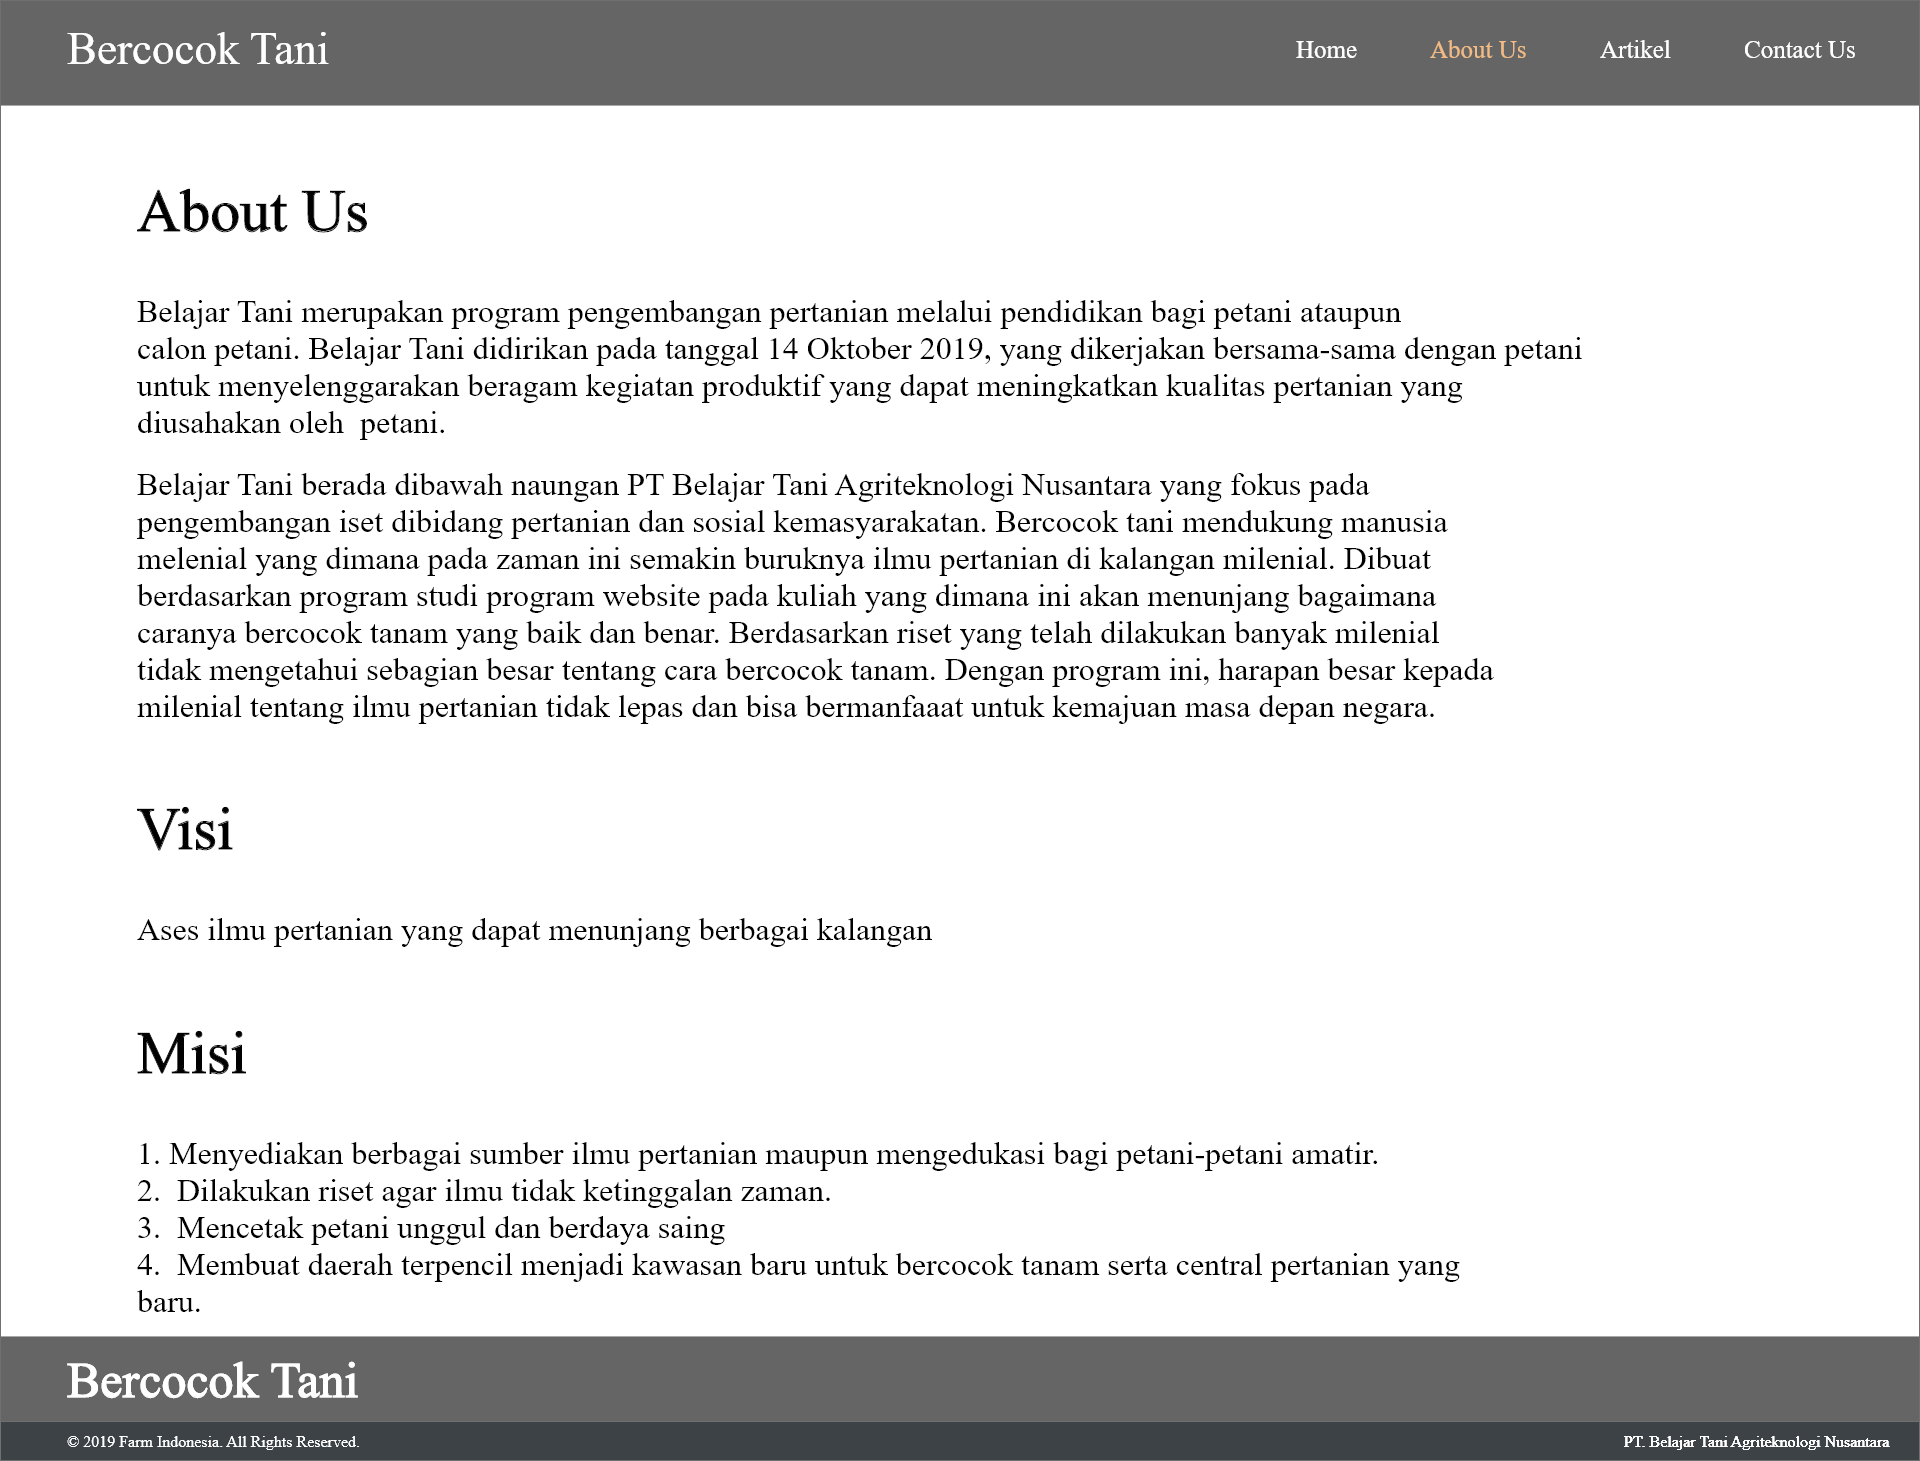 Bercocok Tani
Home About Us Artikel Contact Us
About Us
Belajar Tani merupakan program pengembangan pertanian melalui pendidikan bagi petani ataupun
calon petani. Belajar Tani didirikan pada tanggal 14 Oktober 2019, yang dikerjakan bersama-sama dengan petani
untuk menyelenggarakan beragam kegiatan produktif yang dapat meningkatkan kualitas pertanian yang
diusahakan oleh  petani.
Belajar Tani berada dibawah naungan PT Belajar Tani Agriteknologi Nusantara yang fokus pada
pengembangan iset dibidang pertanian dan sosial kemasyarakatan. Bercocok tani mendukung manusia
melenial yang dimana pada zaman ini semakin buruknya ilmu pertanian di kalangan milenial. Dibuat
berdasarkan program studi program website pada kuliah yang dimana ini akan menunjang bagaimana
caranya bercocok tanam yang baik dan benar. Berdasarkan riset yang telah dilakukan banyak milenial
tidak mengetahui sebagian besar tentang cara bercocok tanam. Dengan program ini, harapan besar kepada
milenial tentang ilmu pertanian tidak lepas dan bisa bermanfaaat untuk kemajuan masa depan negara.
Visi
Ases ilmu pertanian yang dapat menunjang berbagai kalangan
Misi
1. Menyediakan berbagai sumber ilmu pertanian maupun mengedukasi bagi petani-petani amatir.
2.  Dilakukan riset agar ilmu tidak ketinggalan zaman.
3.  Mencetak petani unggul dan berdaya saing
4.  Membuat daerah terpencil menjadi kawasan baru untuk bercocok tanam serta central pertanian yang
baru.
Bercocok Tani
© 2019 Farm Indonesia. All Rights Reserved.
PT. Belajar Tani Agriteknologi Nusantara